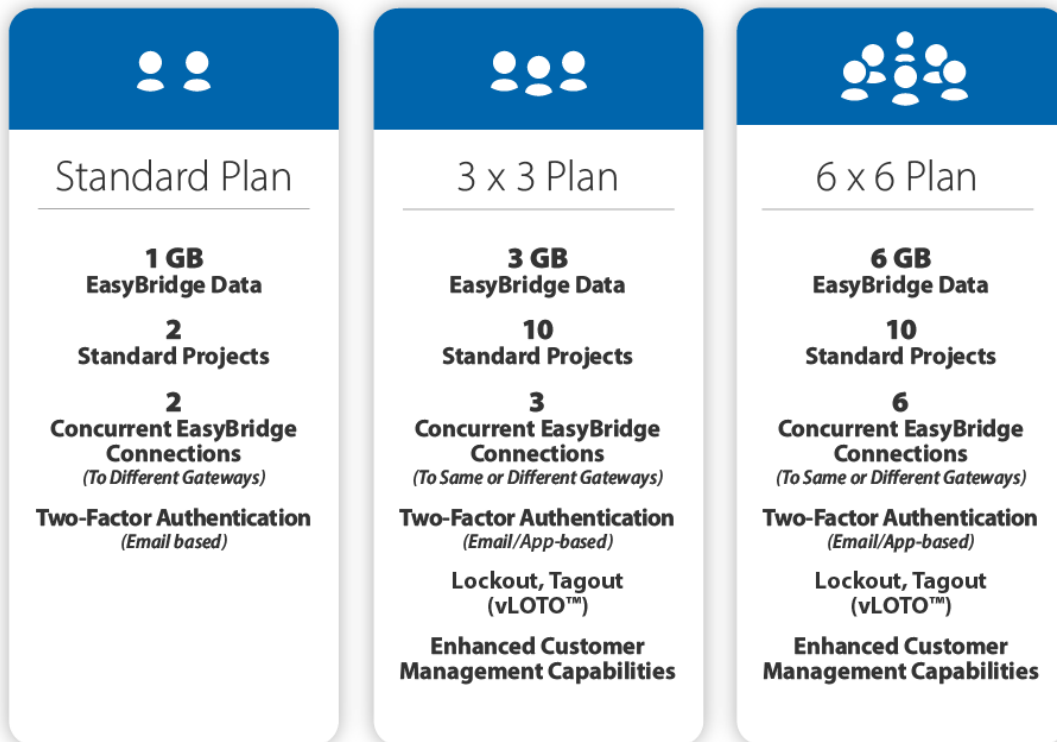 Standard Plan
1 GB
EasyBridge Data
2
Standard Projects
2
Concurrent EasyBridge
Connections
(To Different Gateways)
Two-Factor Authentication
(Email based)
3 x 3 Plan
3 GB
EasyBridge Data
10
Standard Projects
3
Concurrent EasyBridge
Connections
(To Same or Different Gateways)
Two-Factor Authentication
(Email/App-based)
Lockout, Tagout
(vLOTO™)
Enhanced Customer
Management Capabilities
6 x 6 Plan
6 GB
EasyBridge Data
10
Standard Projects
6
Concurrent EasyBridge
Connections
(To Same or Different Gateways)
Two-Factor Authentication
(Email/App-based)
Lockout, Tagout
(vLOTO™)
Enhanced Customer
Management Capabilities